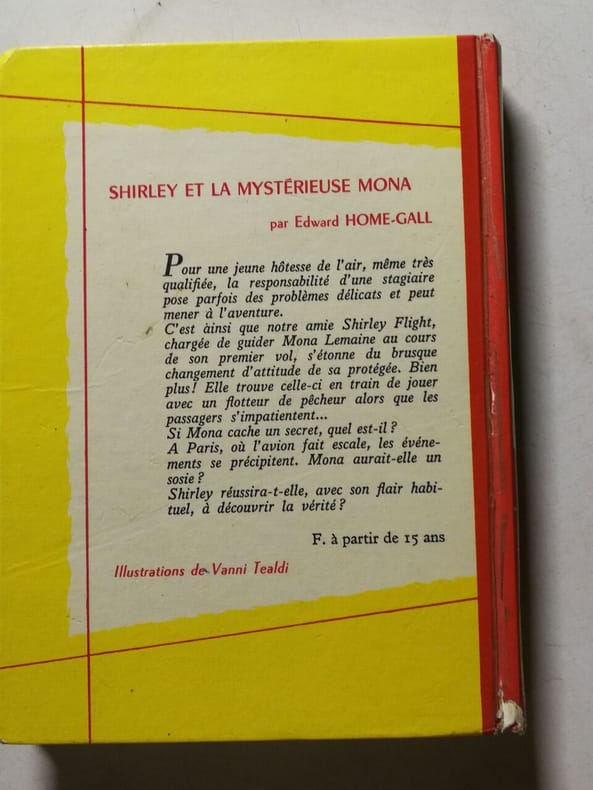 SHIRLEY ET LA MYSTÉRIEUSE MONA
par Edward HOME-GALL
Pour une jeune hôtesse de l'air, même très
qualifiée, la responsabilité d'une stagiaire
pose parfois des problèmes délicats et peut
mener à l'aventure.
C'est ainsi que notre amie Shirley Flight,
chargée de guider Mona Lemaine au cours
de son premier vol, s'étonne du brusque
changement d'attitude de sa protégée. Bien
plus! Elle trouve celle-ci en train de jouer
avec un flotteur de pêcheur alors que les
passagers s'impatientent...
Si Mona cache un secret, quel est-il?
A Paris, où l'avion fait escale, les événe-
ments se précipitent. Mona aurait-elle un
sosie?
Shirley réussira-t-elle, avec son flair habi-
tuel, à découvrir la vérité?
F. à partir de 15 ans
Illustrations de Vanni Tealdi